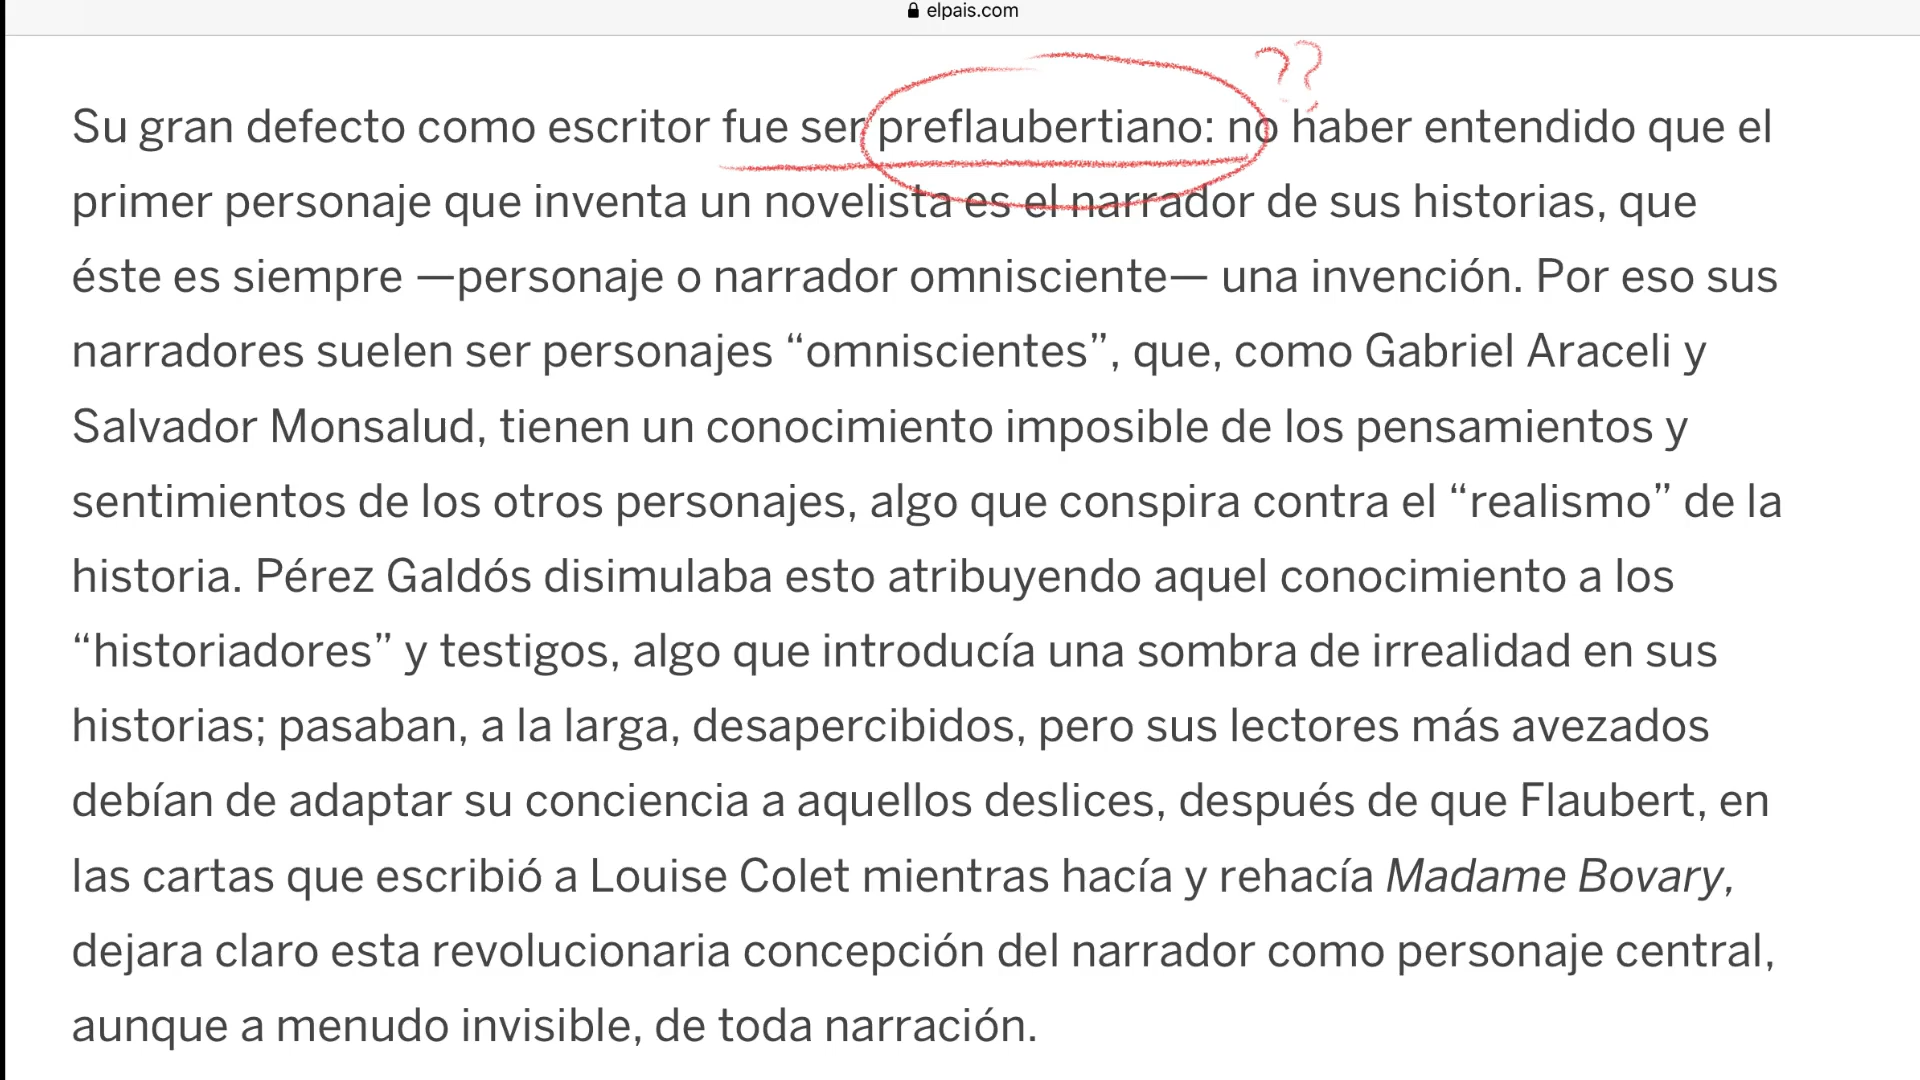 elpais.com
??
Su gran defecto como escritor fue ser preflaubertiano: no haber entendido que el
primer personaje que inventa un novelista es el narrador de sus historias, que
éste es siempre —personaje o narrador omnisciente— una invención. Por eso sus
narradores suelen ser personajes “omniscientes”, que, como Gabriel Araceli y
Salvador Monsalud, tienen un conocimiento imposible de los pensamientos y
sentimientos de los otros personajes, algo que conspira contra el “realismo” de la
historia. Pérez Galdós disimulaba esto atribuyendo aquel conocimiento a los
“historiadores” y testigos, algo que introducía una sombra de irrealidad en sus
historias; pasaban, a la larga, desapercibidos, pero sus lectores más avezados
debían de adaptar su conciencia a aquellos deslices, después de que Flaubert, en
las cartas que escribió a Louise Colet mientras hacía y rehacía Madame Bovary,
dejara claro esta revolucionaria concepción del narrador como personaje central,
aunque a menudo invisible, de toda narración.